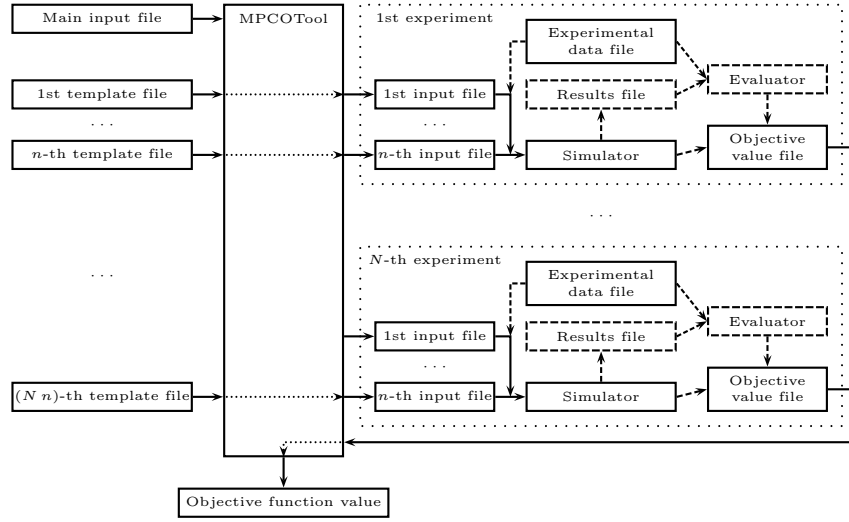 Main input file
MPCOTool
1st experiment
Experimental
data file
1st template file
1st input file
Results file
Evaluator
. . .
. . .
n-th template file
n-th input file
Simulator
Objective
value file
. . .
N-th experiment
Experimental
data file
. . .
1st input file
Results file
Evaluator
. . .
(N n)-th template file
n-th input file
Simulator
Objective
value file
Objective function value